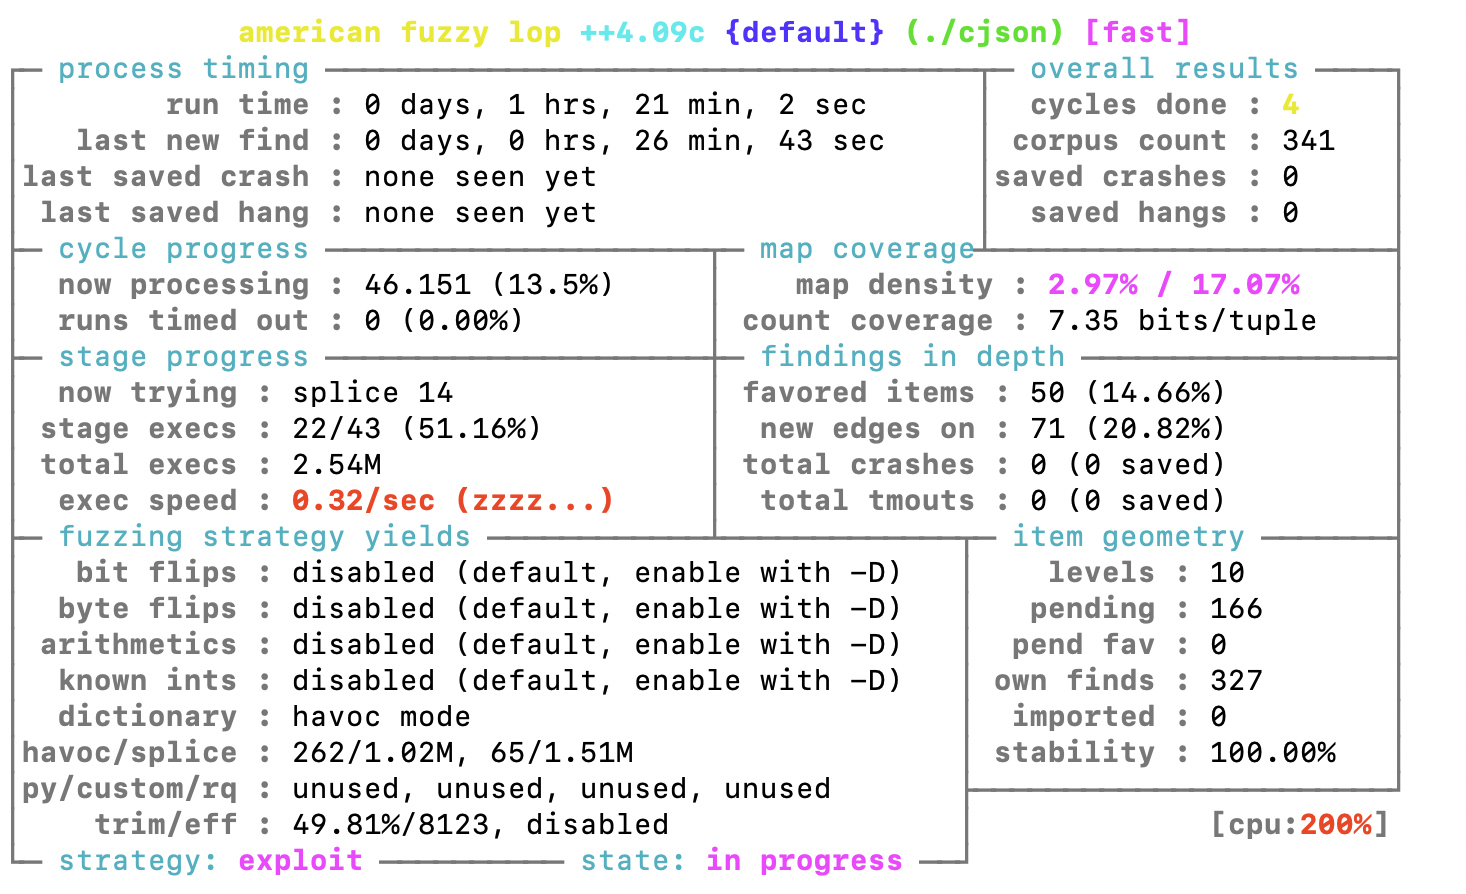 american fuzzy lop ++4.09c {default} (./cjson) [fast]
process timing overall results
run time : 0 days, 1 hrs, 21 min, 2 sec cycles done : 4
last new find : 0 days, 0 hrs, 26 min, 43 sec corpus count : 341
last saved crash : none seen yet saved crashes : 0
last saved hang : none seen yet saved hangs : 0
cycle progress map coverage
now processing : 46.151 (13.5%) map density : 2.97% / 17.07%
runs timed out : 0 (0.00%) count coverage : 7.35 bits/tuple
stage progress findings in depth
now trying : splice 14 favored items : 50 (14.66%)
stage execs : 22/43 (51.16%) new edges on : 71 (20.82%)
total execs : 2.54M total crashes : 0 (0 saved)
exec speed : 0.32/sec (zzzz...) total tmouts : 0 (0 saved)
fuzzing strategy yields item geometry
bit flips : disabled (default, enable with -D) levels : 10
byte flips : disabled (default, enable with -D) pending : 166
arithmetics : disabled (default, enable with -D) pend fav : 0
known ints : disabled (default, enable with -D) own finds : 327
dictionary : havoc mode imported : 0
havoc/splice : 262/1.02M, 65/1.51M stability : 100.00%
py/custom/rq : unused, unused, unused, unused
trim/eff : 49.81%/8123, disabled [cpu:200%]
strategy: exploit state: in progress